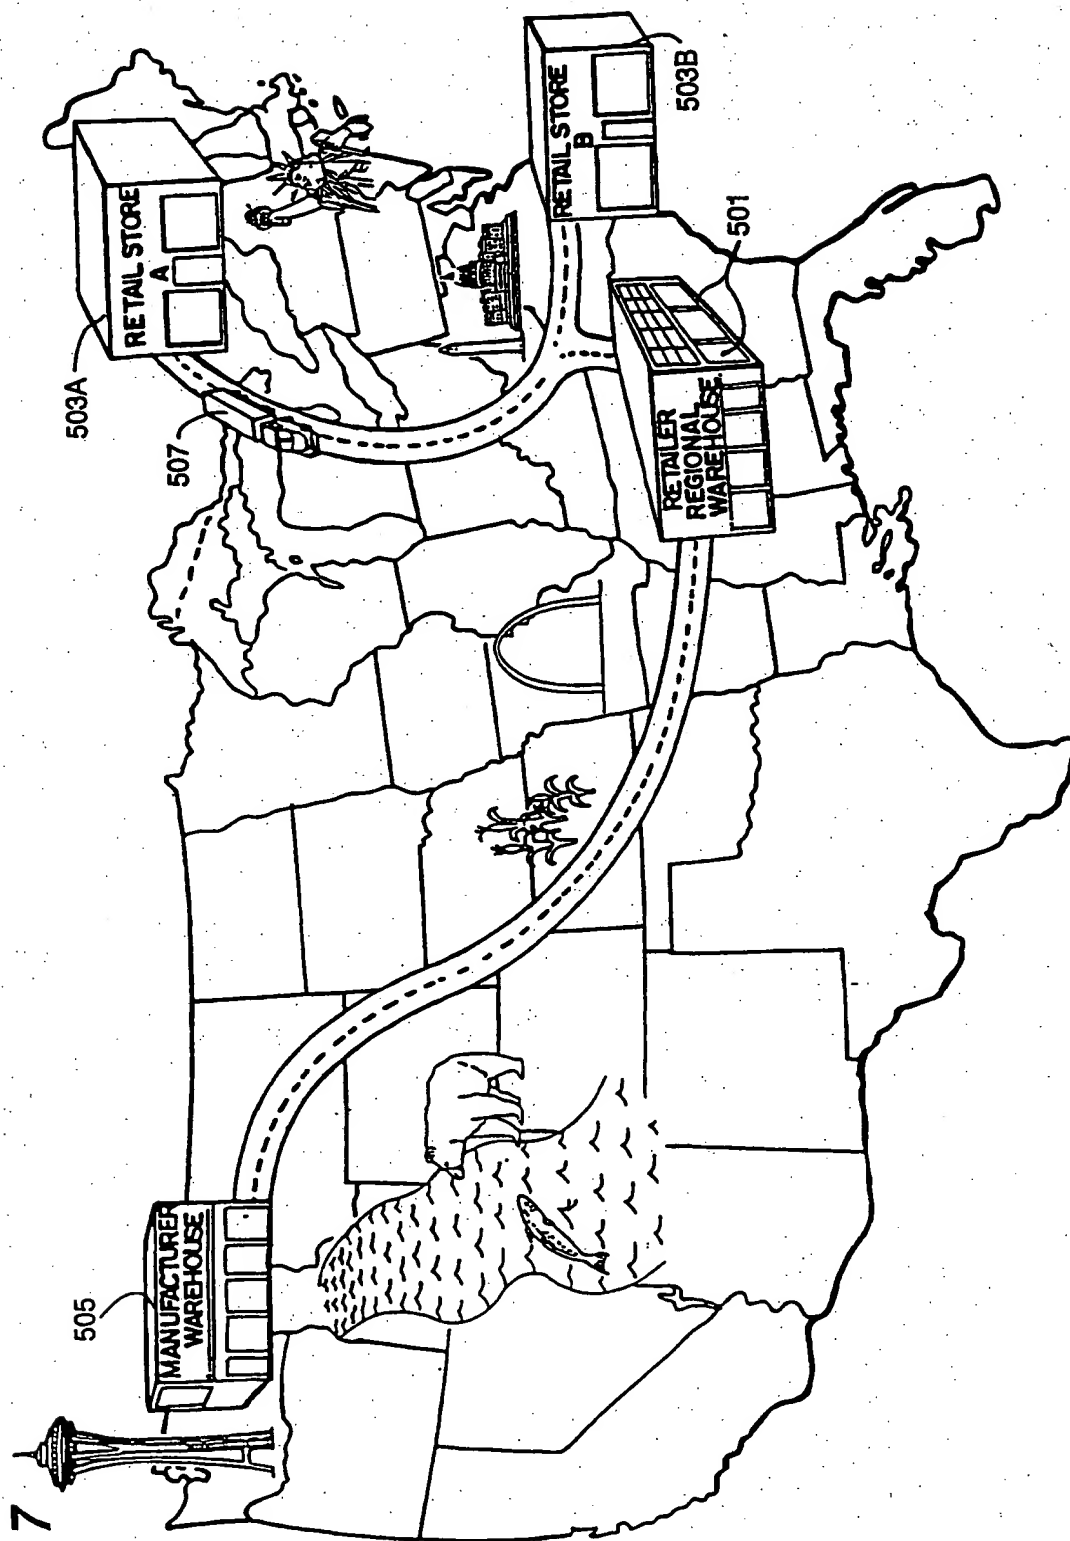 7
505
MANUFACTURER
WAREHOUSE
503A
RETAIL STORE
A
507
RETAIL STORE
B
503B
501
RETAILER
REGIONAL
WAREHOUSE